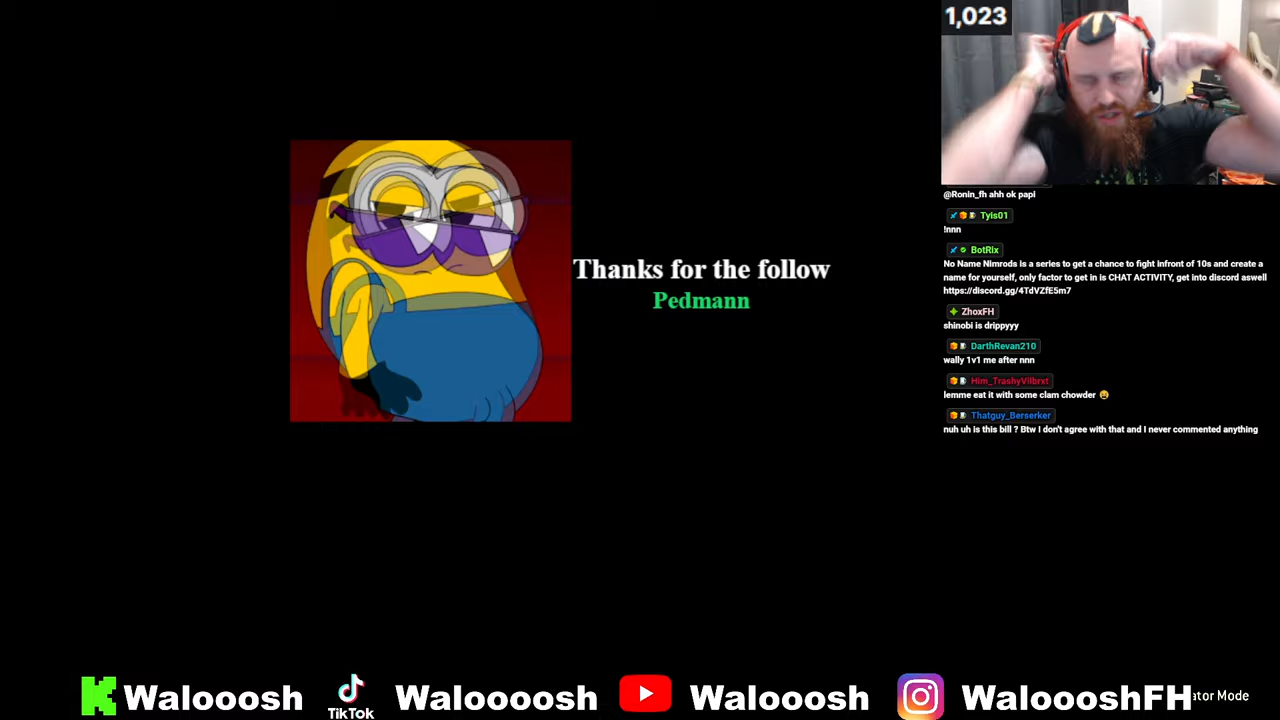 1,023
@Ronin_fh ahh ok papi
Tyis01
!nnn
BotRix
No Name Nimrods is a series to get a chance to fight infront of 10s and create a
name for yourself, only factor to get in is CHAT ACTIVITY, get into discord aswell
https://discord.gg/4TdVZfE5m7
ZhoxFH
shinobi is drippyyy
DarthRevan210
wally 1v1 me after nnn
Him_TrashyVilbrxt
lemme eat it with some clam chowder 😫
Thatguy_Berserker
nuh uh is this bill ? Btw I don't agree with that and I never commented anything
Thanks for the follow
Pedmann
Walooosh
TikTok
Waloooosh
Walooosh
WaloooshFH
ator Mode